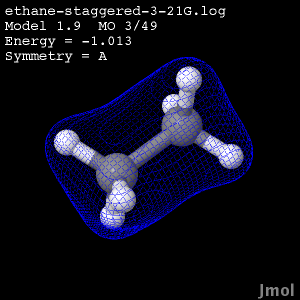 ethane-staggered-3-21G.log
Model 1.9  MO 3/49
Energy = -1.013
Symmetry = A
Jmol